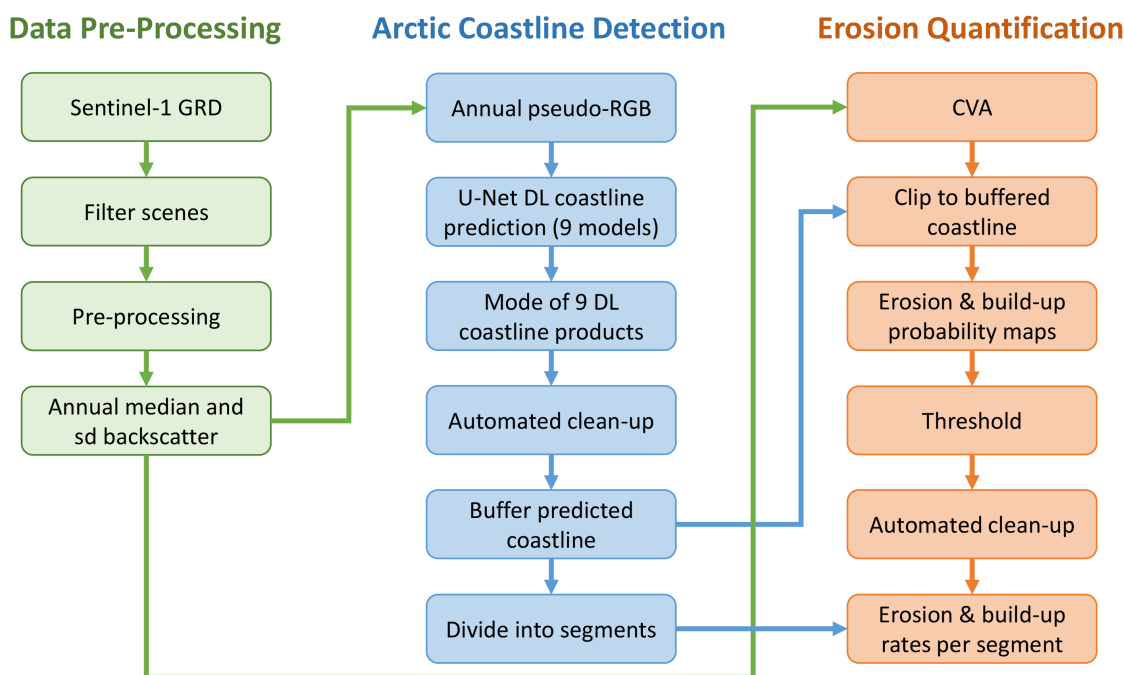 Data Pre-Processing
Sentinel-1 GRD
Filter scenes
Pre-processing
Annual median and
sd backscatter
Arctic Coastline Detection
Annual pseudo-RGB
U-Net DL coastline
prediction (9 models)
Mode of 9 DL
coastline products
Automated clean-up
Buffer predicted
coastline
Divide into segments
Erosion Quantification
CVA
Clip to buffered
coastline
Erosion & build-up
probability maps
Threshold
Automated clean-up
Erosion & build-up
rates per segment